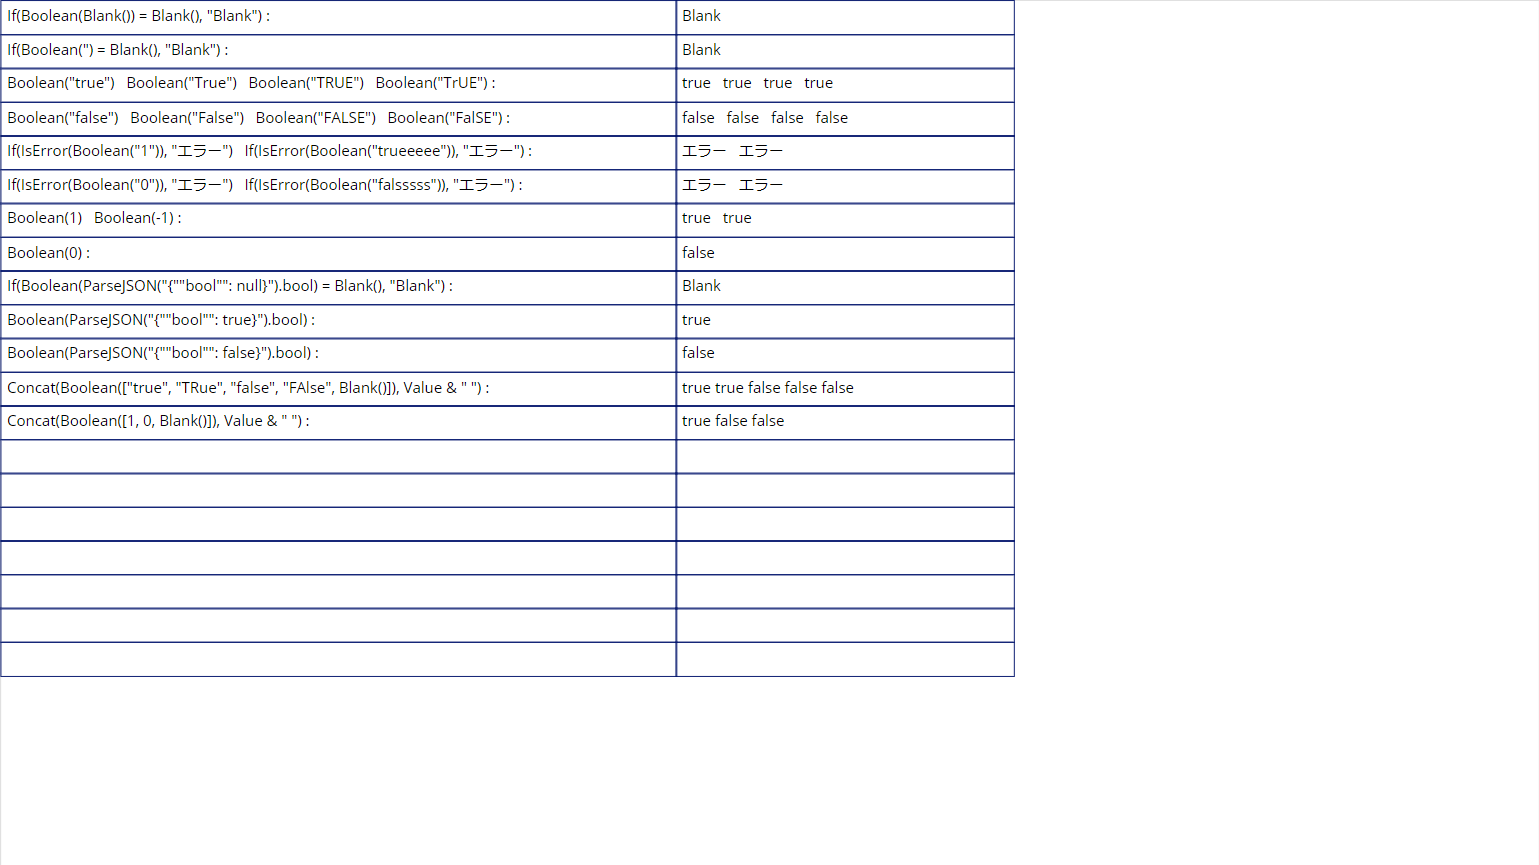 If(Boolean(Blank()) = Blank(), "Blank") : Blank
If(Boolean(") = Blank(), "Blank") : Blank
Boolean("true")   Boolean("True")   Boolean("TRUE")   Boolean("TrUE") : true   true   true   true
Boolean("false")   Boolean("False")   Boolean("FALSE")   Boolean("FalSE") : false   false   false   false
If(IsError(Boolean("1")), "エラー")   If(IsError(Boolean("trueeeee")), "エラー") : エラー   エラー
If(IsError(Boolean("0")), "エラー")   If(IsError(Boolean("falsssss")), "エラー") : エラー   エラー
Boolean(1)   Boolean(-1) : true   true
Boolean(0) : false
If(Boolean(ParseJSON("{""bool"": null}").bool) = Blank(), "Blank") : Blank
Boolean(ParseJSON("{""bool"": true}").bool) : true
Boolean(ParseJSON("{""bool"": false}").bool) : false
Concat(Boolean(["true", "TRue", "false", "FAlse", Blank()]), Value & " ") : true true false false false
Concat(Boolean([1, 0, Blank()]), Value & " ") : true false false